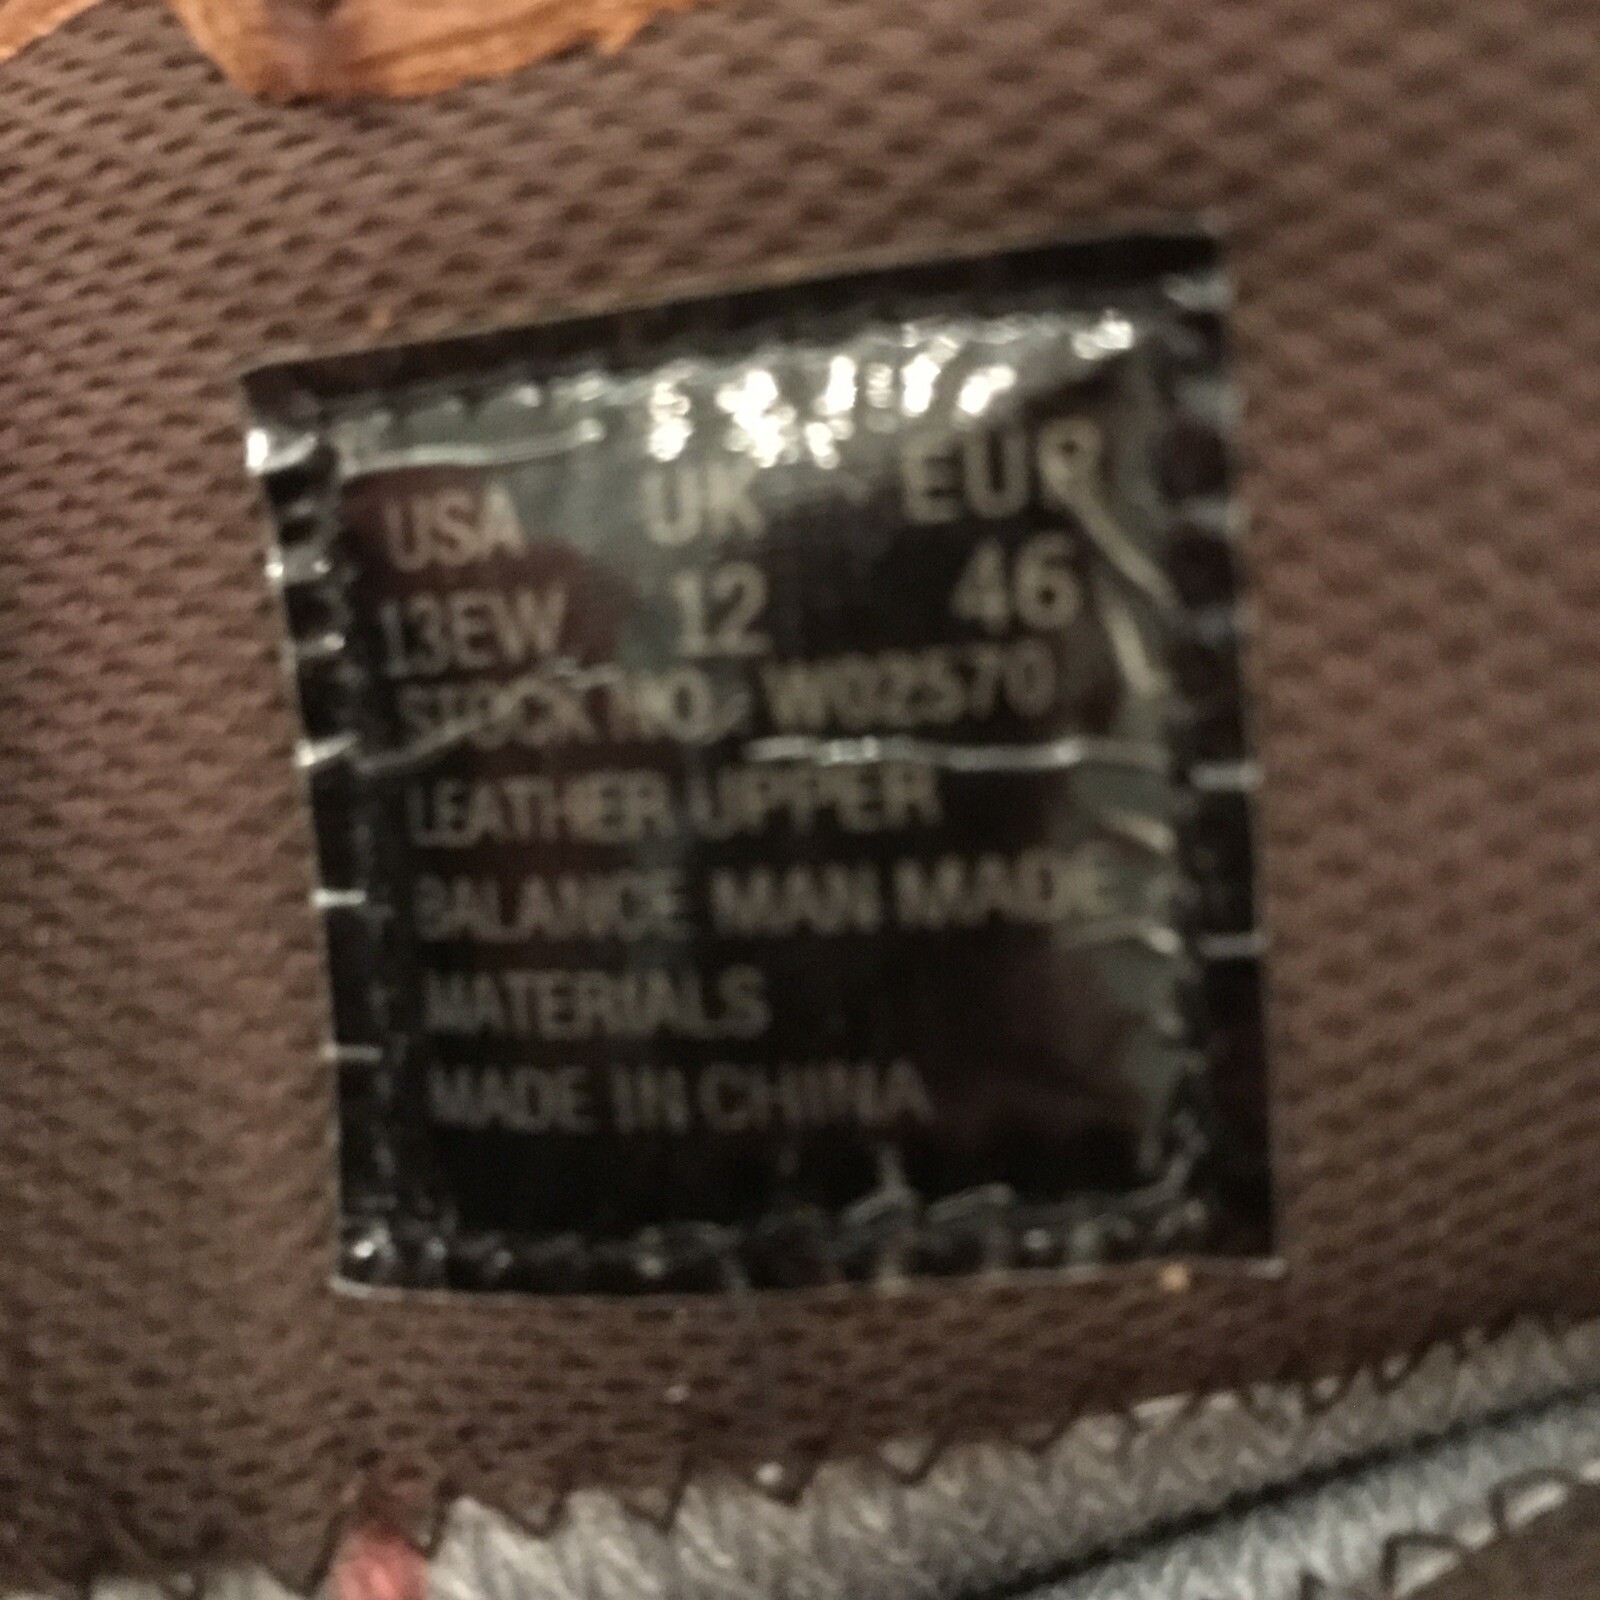 USA UK EUR
13EW 12 46
STOCK NO.: W02570
LEATHER UPPER
BALANCE MAN MADE
MATERIALS
MADE IN CHINA